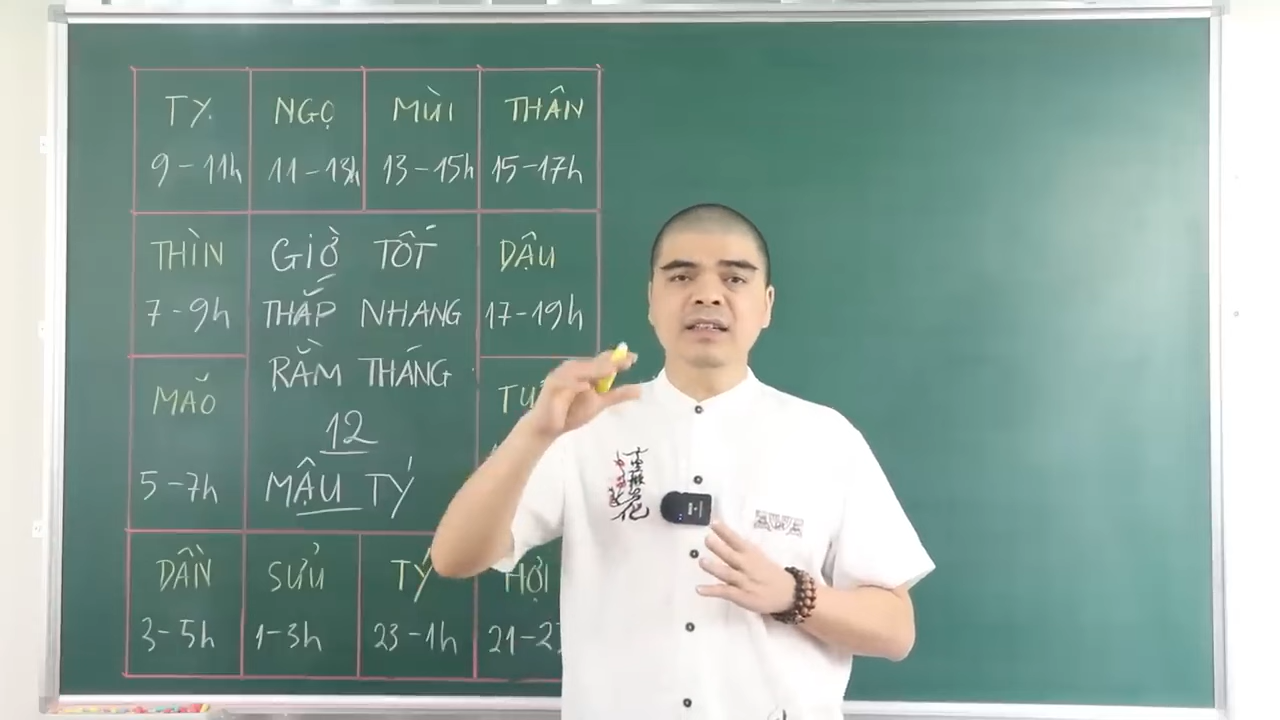 TỴ NGỌ MÙI THÂN
9-11h 11-13h 13-15h 15-17h
THÌN GIỜ TỐT DẬU
7-9h THẮP NHANG 17-19h
RẰM THÁNG
MÃO 12
5-7h MẬU TÝ
DẦN SỬU TÝ HỢI
3-5h 1-3h 23-1h